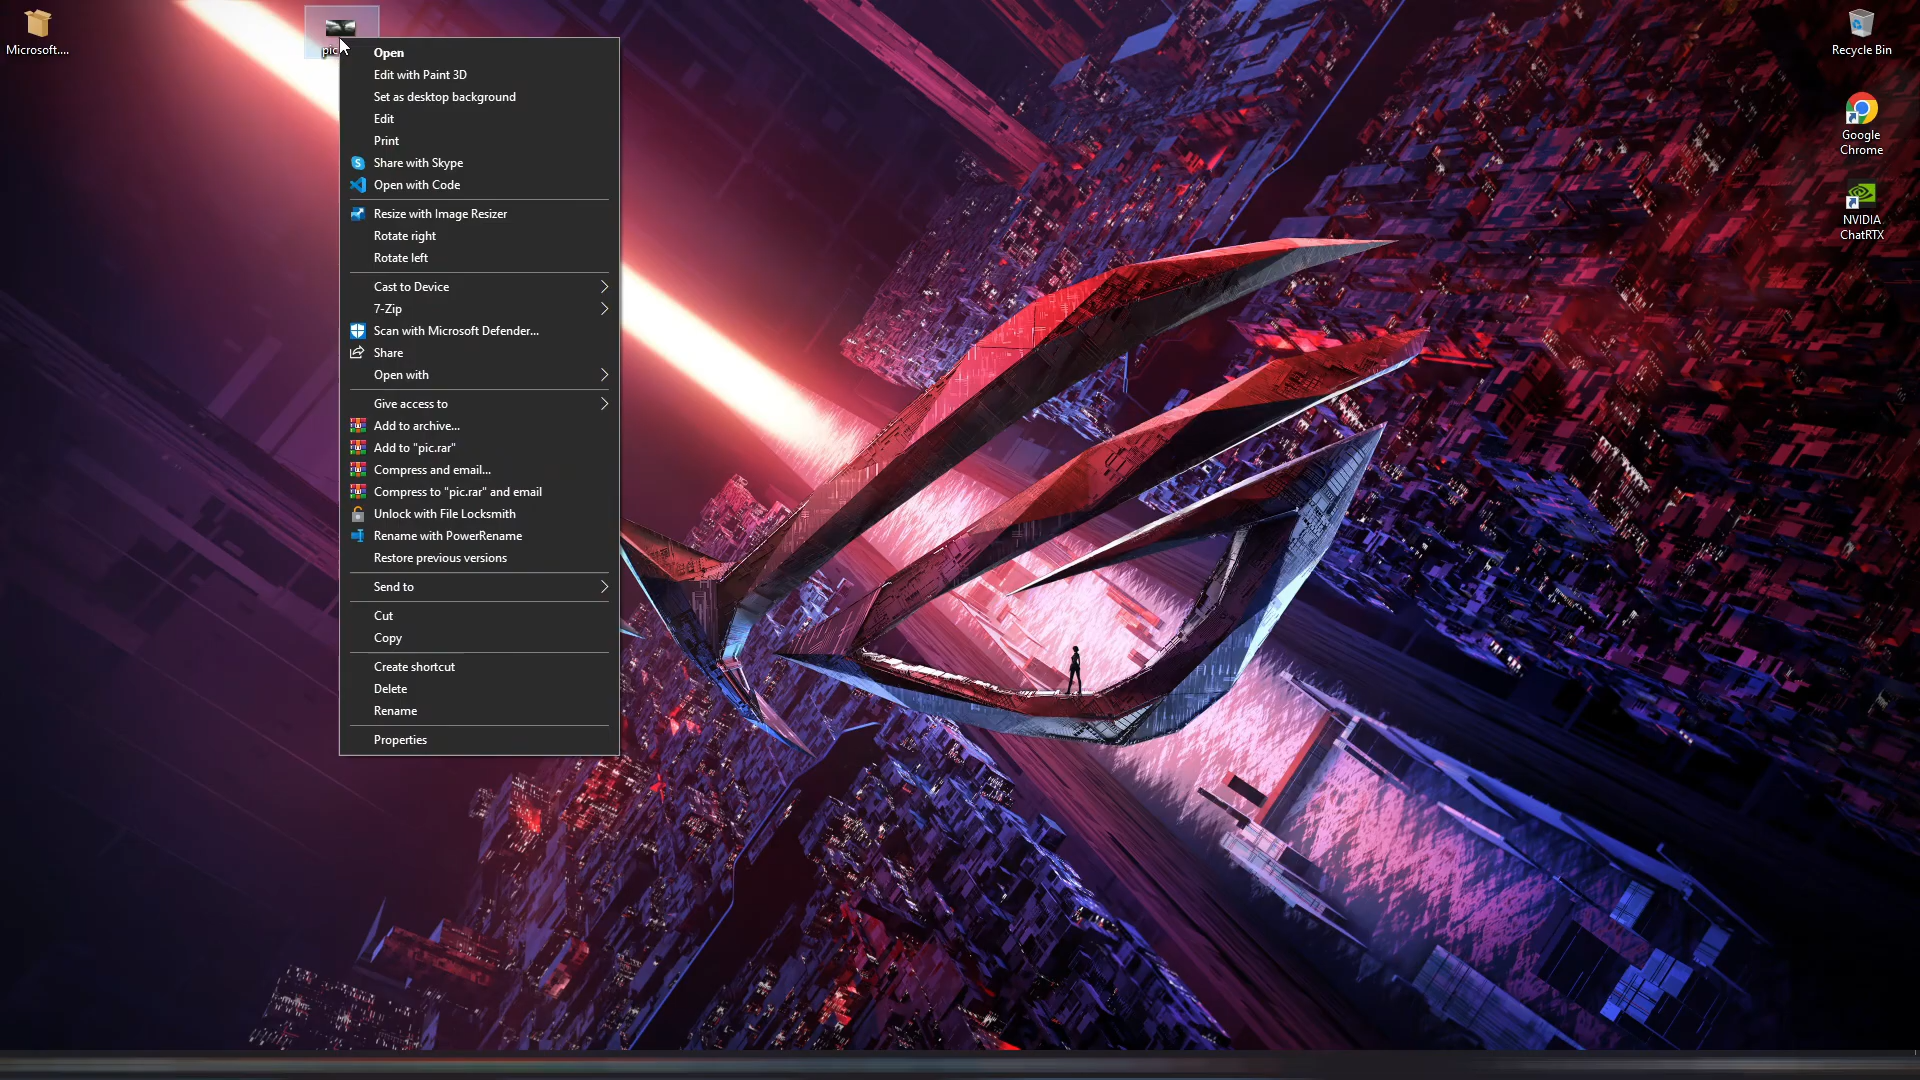 Microsoft....
pic
Open
Edit with Paint 3D
Set as desktop background
Edit
Print
Share with Skype
Open with Code
Resize with Image Resizer
Rotate right
Rotate left
Cast to Device
7-Zip
Scan with Microsoft Defender...
Share
Open with
Give access to
Add to archive...
Add to "pic.rar"
Compress and email...
Compress to "pic.rar" and email
Unlock with File Locksmith
Rename with PowerRename
Restore previous versions
Send to
Cut
Copy
Create shortcut
Delete
Rename
Properties
Recycle Bin
Google
Chrome
NVIDIA
ChatRTX